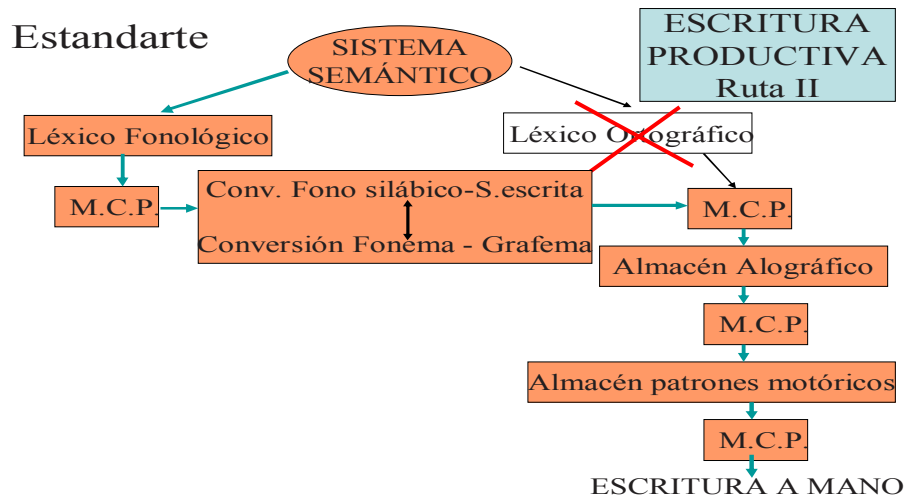 Estandarte
SISTEMA
SEMÁNTICO
ESCRITURA
PRODUCTIVA
Ruta II
Léxico Fonológico
Léxico Ortográfico
M.C.P.
Conv. Fono silábico-S.escrita
Conversión Fonema - Grafema
M.C.P.
Almacén Alográfico
M.C.P.
Almacén patrones motóricos
M.C.P.
ESCRITURA A MANO